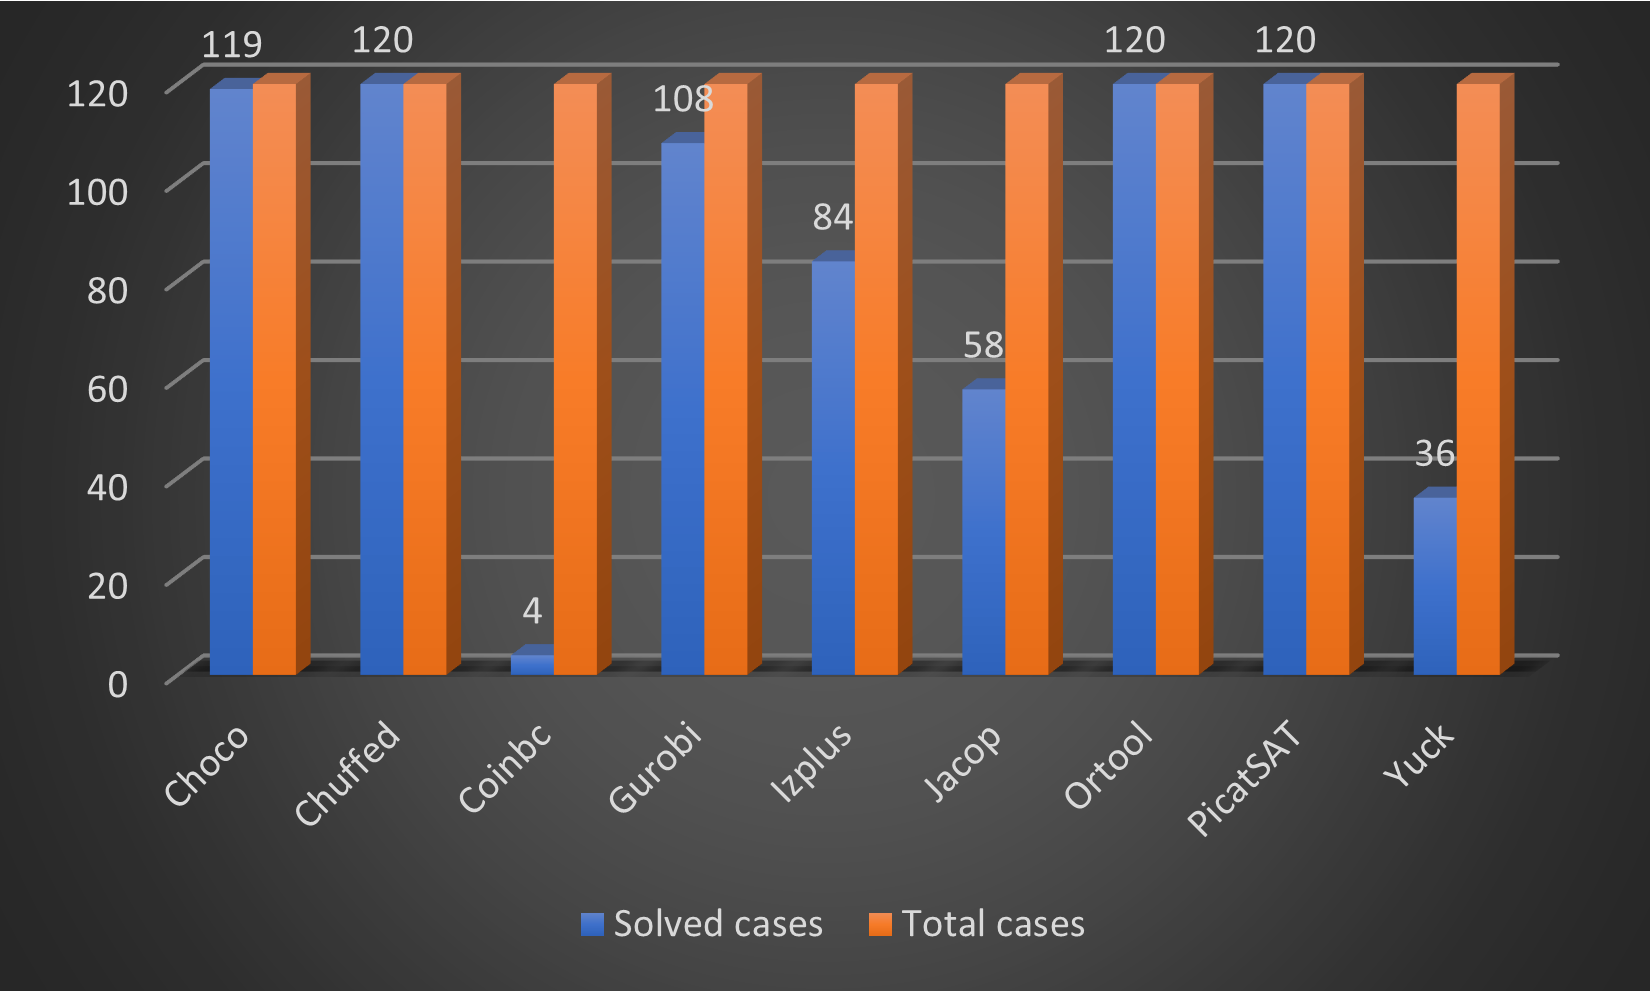 119
120
120
120
120
108
100
84
80
58
60
36
40
4
20
0
Choco
Chuffed
Coinbc
Gurobi
Izplus
Jacop
Ortool
PicatSAT
Yuck
Solved cases
Total cases